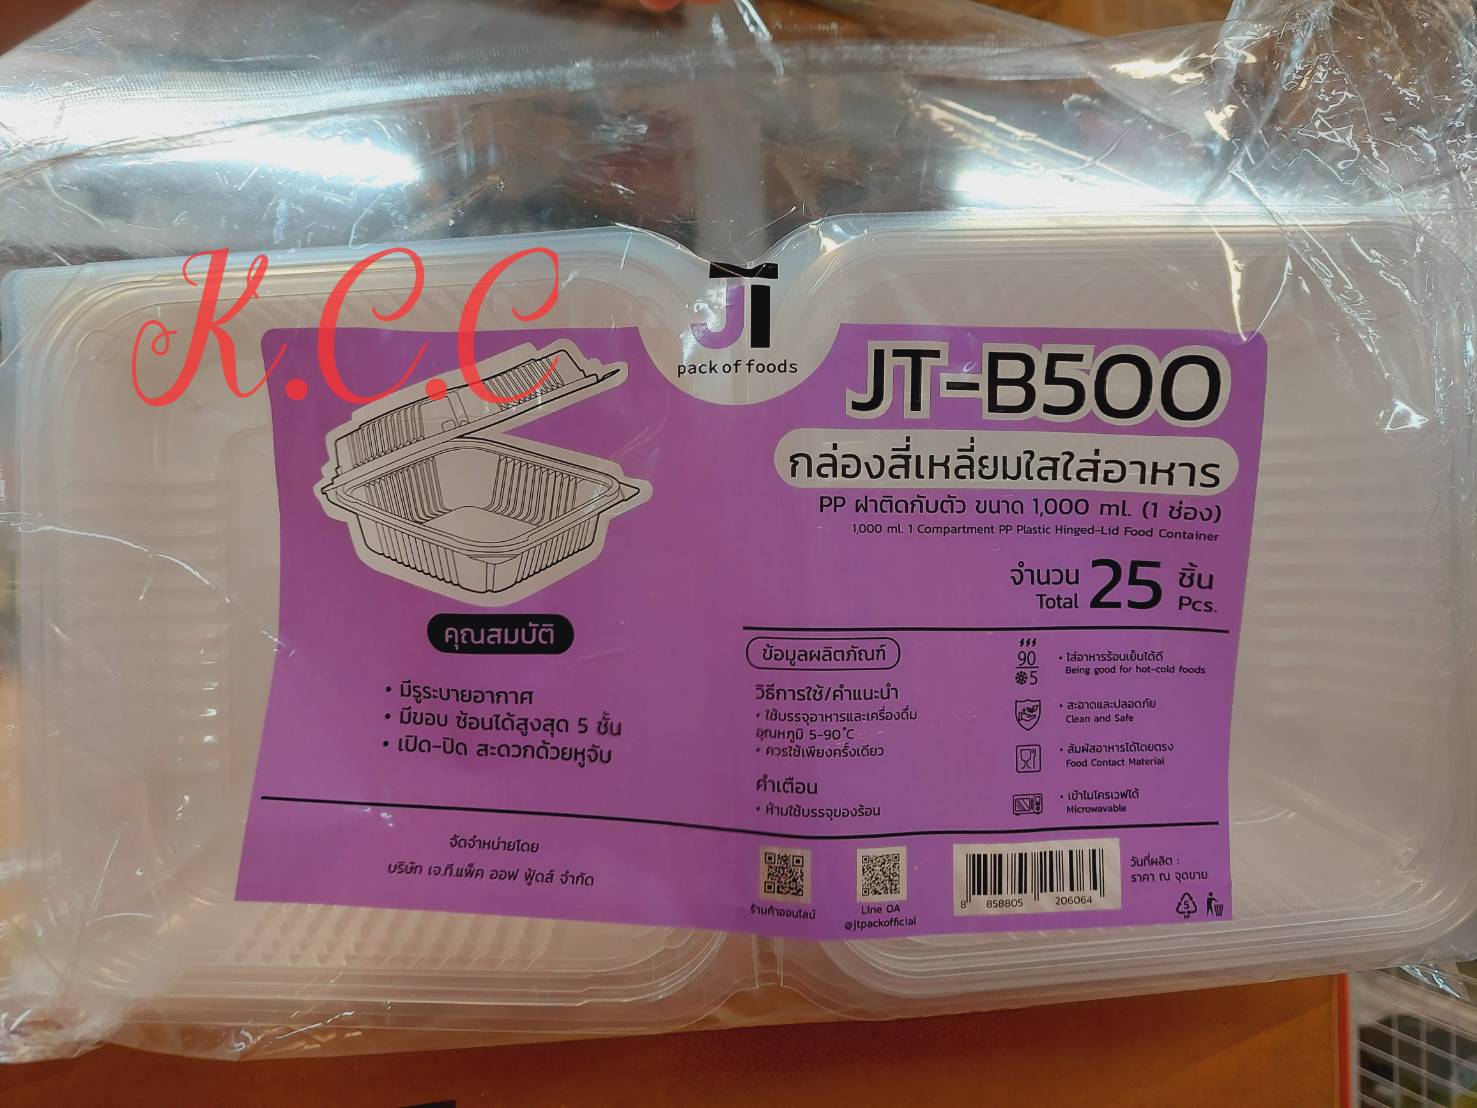 K.C.C
JT
pack of foods
JT-B500
กล่องสี่เหลี่ยมใสใส่อาหาร
PP ฝาติดกับตัว ขนาด 1,000 ml. (1 ช่อง)
1,000 ml. 1 Compartment PP Plastic Hinged-Lid Food Container
จำนวน 25 ชิ้น
Total Pcs.
คุณสมบัติ
• มีรูระบายอากาศ
• มีขอบ ซ้อนได้สูงสุด 5 ชั้น
• เปิด-ปิด สะดวกด้วยหูจับ
ข้อมูลผลิตภัณฑ์
วิธีการใช้/คำแนะนำ
• ใช้บรรจุอาหารและเครื่องดื่ม
อุณหภูมิ 5-90°C
• ควรใช้เพียงครั้งเดียว
คำเตือน
• ห้ามใช้บรรจุของร้อน
90
5
• ใส่อาหารร้อนเย็นได้ดี
Being good for hot-cold foods
• สะอาดและปลอดภัย
Clean and Safe
• สัมผัสอาหารได้โดยตรง
Food Contact Material
• เข้าไมโครเวฟได้
Microwavable
จัดจำหน่ายโดย
บริษัท เจ.ที.แพ็ค ออฟ ฟู้ดส์ จำกัด
ร้านค้าออนไลน์
Line OA
@jtpackofficial
8 858805 206064
วันที่ผลิต :
ราคา ณ จุดขาย
5
PP